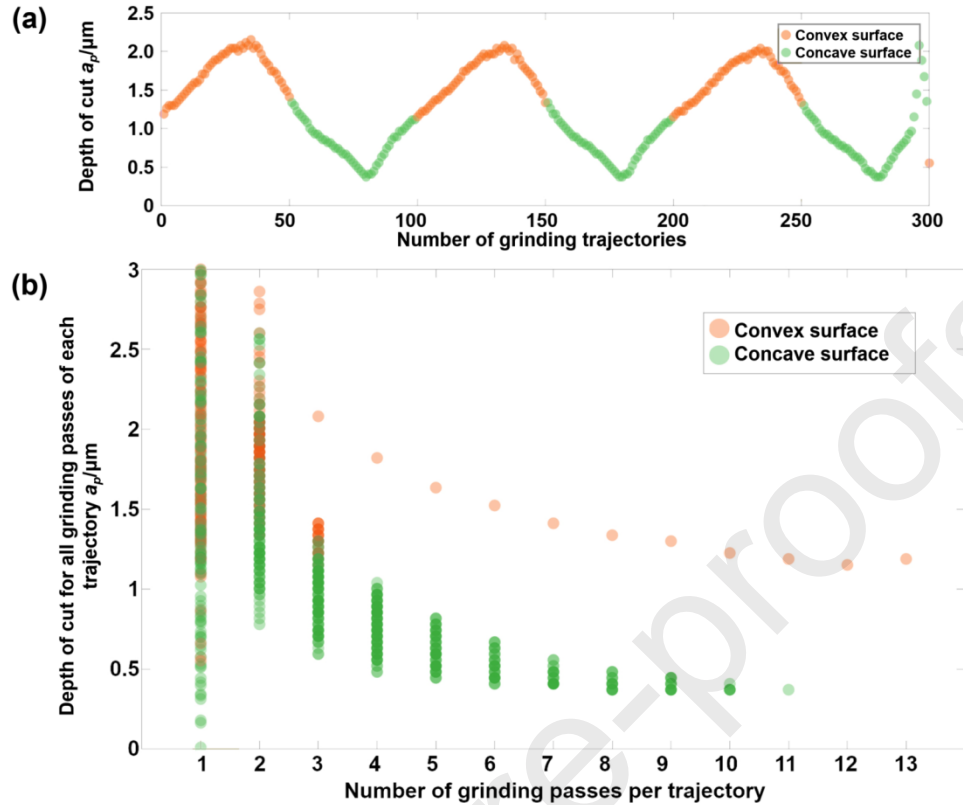 (a)
2.5
2.0
1.5
1.0
0.5
0
Depth of cut ap/μm
Convex surface
Concave surface
0 50 100 150 200 250 300
Number of grinding trajectories
(b)
3
2.5
2
1.5
1
0.5
0
Depth of cut for all grinding passes of each
trajectory ap/μm
Convex surface
Concave surface
1 2 3 4 5 6 7 8 9 10 11 12 13
Number of grinding passes per trajectory
re-proofs